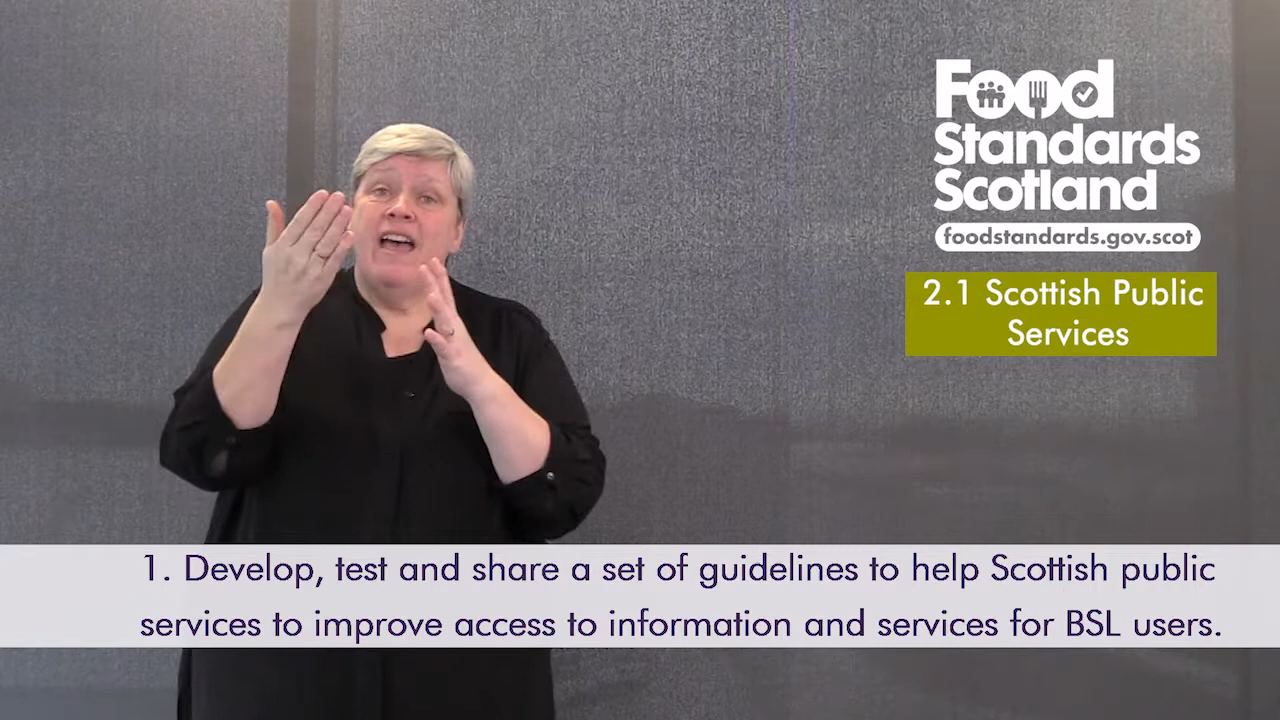 Food
Standards
Scotland
foodstandards.gov.scot
2.1 Scottish Public
Services
1. Develop, test and share a set of guidelines to help Scottish public
services to improve access to information and services for BSL users.